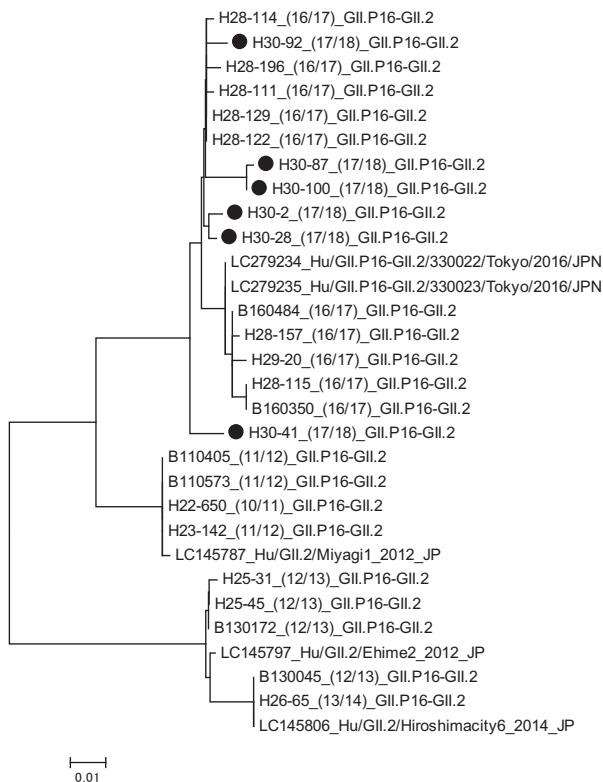 H28-114_(16/17)_GII.P16-GII.2
H30-92_(17/18)_GII.P16-GII.2
H28-196_(16/17)_GII.P16-GII.2
H28-111_(16/17)_GII.P16-GII.2
H28-129_(16/17)_GII.P16-GII.2
H28-122_(16/17)_GII.P16-GII.2
H30-87_(17/18)_GII.P16-GII.2
H30-100_(17/18)_GII.P16-GII.2
H30-2_(17/18)_GII.P16-GII.2
H30-28_(17/18)_GII.P16-GII.2
LC279234_Hu/GII.P16-GII.2/330022/Tokyo/2016/JPN
LC279235_Hu/GII.P16-GII.2/330023/Tokyo/2016/JPN
B160484_(16/17)_GII.P16-GII.2
H28-157_(16/17)_GII.P16-GII.2
H29-20_(16/17)_GII.P16-GII.2
H28-115_(16/17)_GII.P16-GII.2
B160350_(16/17)_GII.P16-GII.2
H30-41_(17/18)_GII.P16-GII.2
B110405_(11/12)_GII.P16-GII.2
B110573_(11/12)_GII.P16-GII.2
H22-650_(10/11)_GII.P16-GII.2
H23-142_(11/12)_GII.P16-GII.2
LC145787_Hu/GII.2/Miyagi1_2012_JP
H25-31_(12/13)_GII.P16-GII.2
H25-45_(12/13)_GII.P16-GII.2
B130172_(12/13)_GII.P16-GII.2
LC145797_Hu/GII.2/Ehime2_2012_JP
B130045_(12/13)_GII.P16-GII.2
H26-65_(13/14)_GII.P16-GII.2
LC145806_Hu/GII.2/Hiroshimacity6_2014_JP
0.01